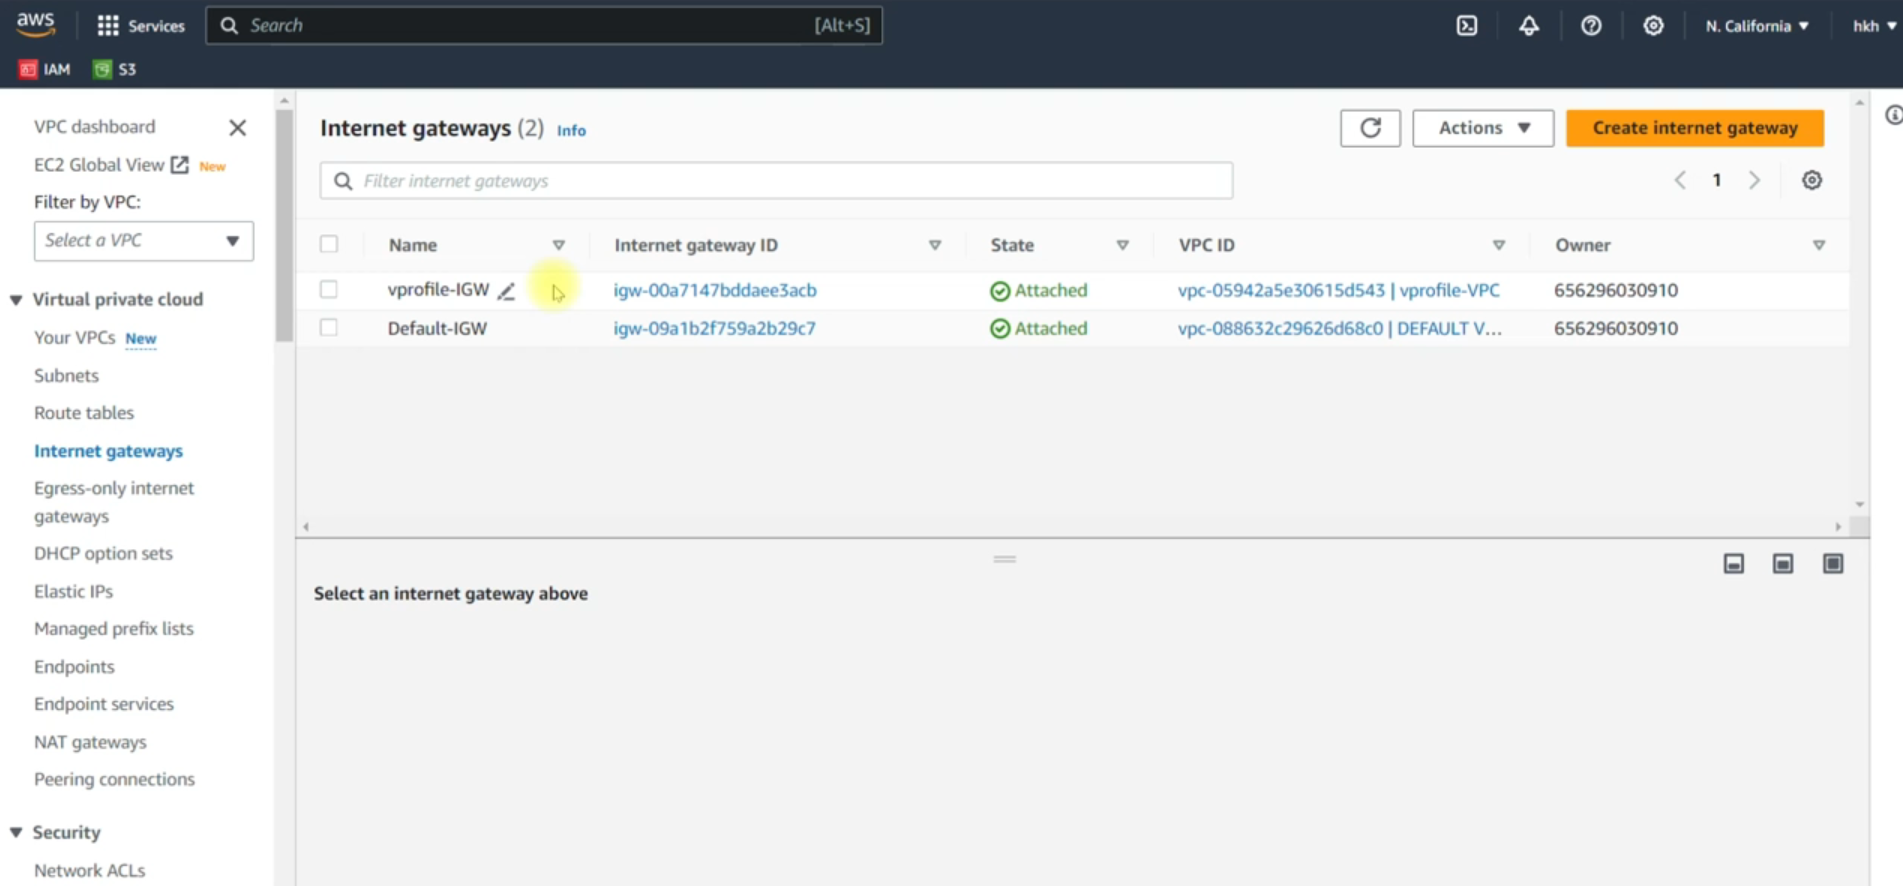 aws Services Search [Alt+S] N. California hkh
IAM S3
VPC dashboard
EC2 Global View New
Filter by VPC:
Select a VPC
Virtual private cloud
Your VPCs New
Subnets
Route tables
Internet gateways
Egress-only internet
gateways
DHCP option sets
Elastic IPs
Managed prefix lists
Endpoints
Endpoint services
NAT gateways
Peering connections
Security
Network ACLs
Internet gateways (2) Info Actions Create internet gateway
Filter internet gateways 1
Name Internet gateway ID State VPC ID Owner
vprofile-IGW igw-00a7147bddaee3acb Attached vpc-05942a5e30615d543 | vprofile-VPC 656296030910
Default-IGW igw-09a1b2f759a2b29c7 Attached vpc-088632c29626d68c0 | DEFAULT V... 656296030910
Select an internet gateway above